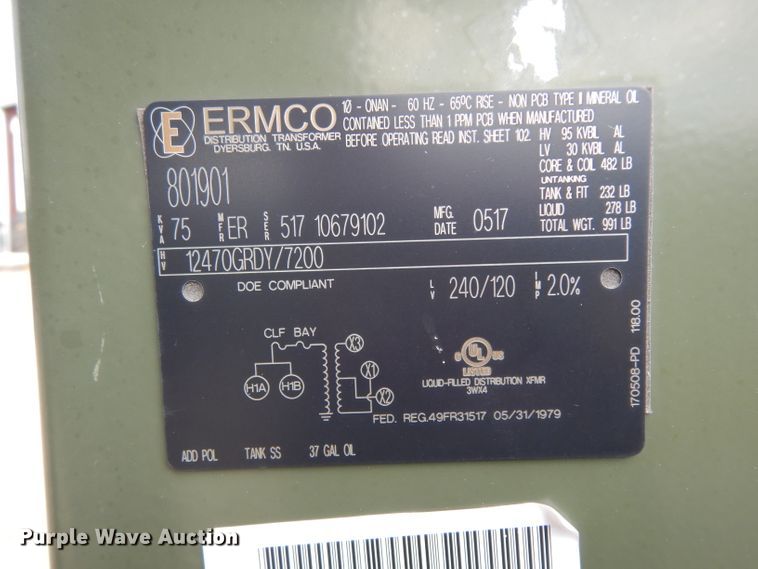 E ERMCO
DISTRIBUTION TRANSFORMER
DYERSBURG, TN. U.S.A.
1Ø - ONAN - 60 HZ - 65ºC RISE - NON PCB TYPE II MINERAL OIL
CONTAINED LESS THAN 1 PPM PCB WHEN MANUFACTURED
BEFORE OPERATING READ INST. SHEET 102.
HV 95 KVBIL AL
LV 30 KVBIL AL
CORE & COIL 482 LB
UNTANKING
TANK & FIT 232 LB
LIQUID 278 LB
TOTAL WGT. 991 LB
801901
KVA 75 MFR ER SER 517 10679102 MFG. DATE 0517
HV 12470GRDY/7200
DOE COMPLIANT LV 240/120 IMP 2.0%
CLF BAY
X3
X1
H1A H1B X2
C UL US
LISTED
LIQUID-FILLED DISTRIBUTION XFMR
3WX4
FED. REG.49FR31517 05/31/1979
ADD POL TANK SS 37 GAL OIL
170508-PD 118.00
Purple Wave Auction